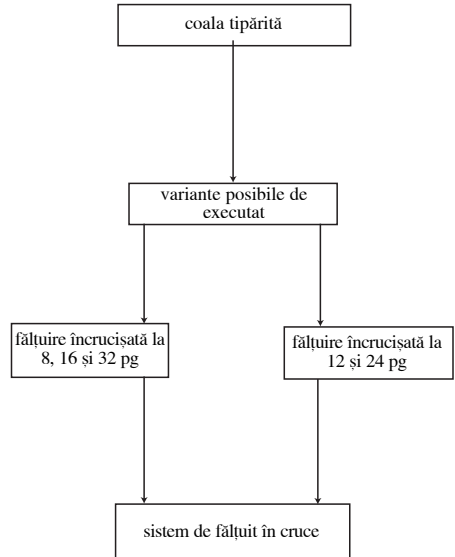 coala tipărită
variante posibile de
executat
fălțuire încrucișată la
8, 16 și 32 pg
fălțuire încrucișată la
12 și 24 pg
sistem de fălțuit în cruce